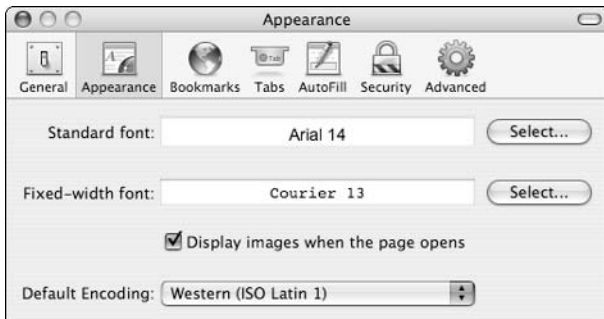 Appearance
General Appearance Bookmarks Tabs AutoFill Security Advanced
Standard font: Arial 14 Select...
Fixed-width font: Courier 13 Select...
Display images when the page opens
Default Encoding: Western (ISO Latin 1)